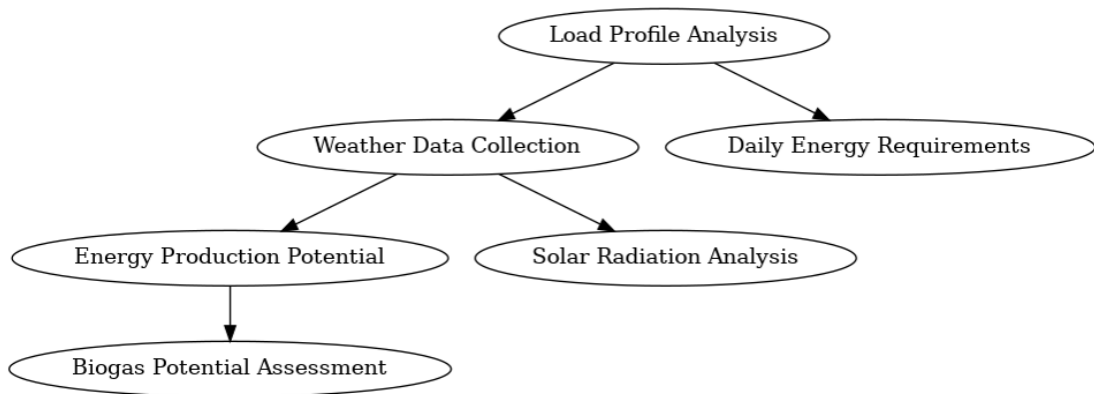 Load Profile Analysis
Weather Data Collection
Daily Energy Requirements
Energy Production Potential
Solar Radiation Analysis
Biogas Potential Assessment